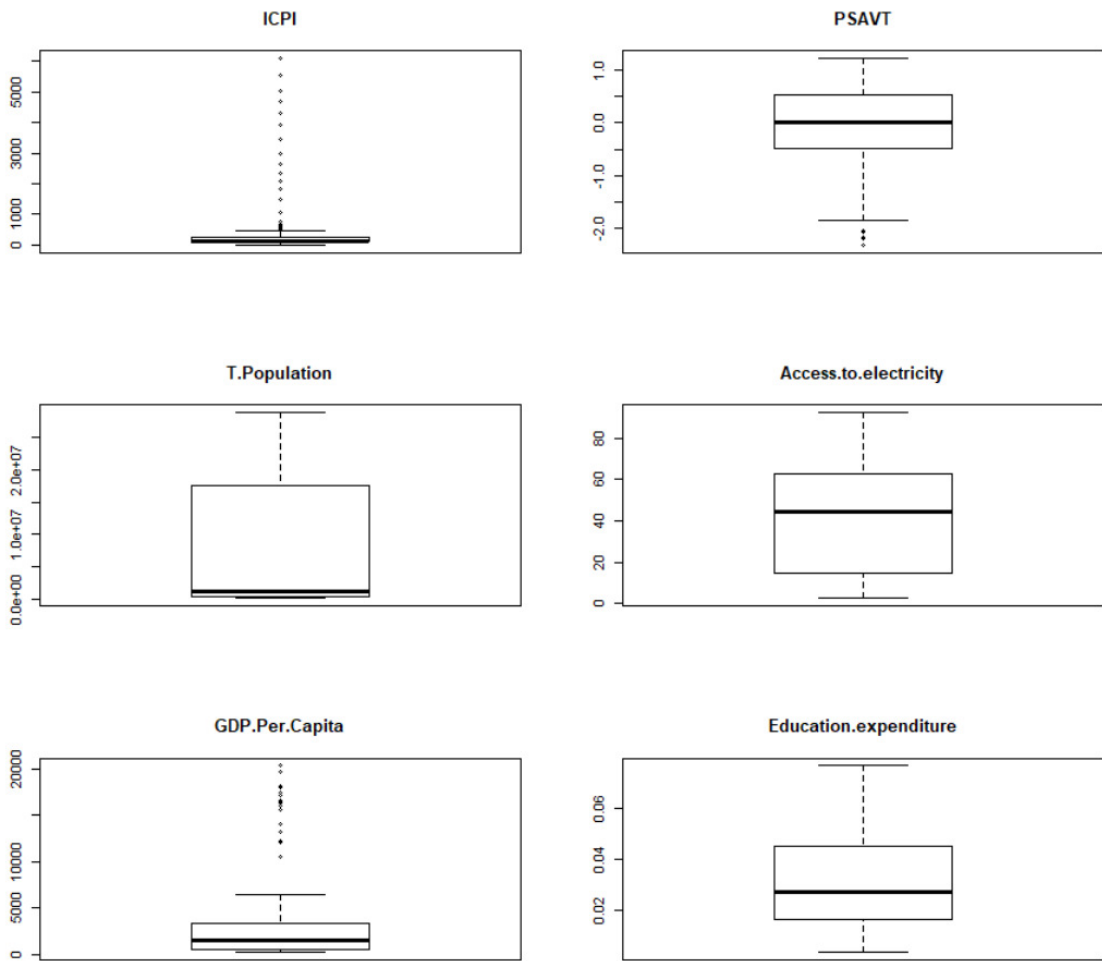 ICPI
5000
3000
1000
0
PSAVT
1.0
0.0
-1.0
-2.0
T.Population
2.0e+07
1.0e+07
0.0e+00
Access.to.electricity
80
60
40
20
0
GDP.Per.Capita
20000
10000
5000
0
Education.expenditure
0.06
0.04
0.02